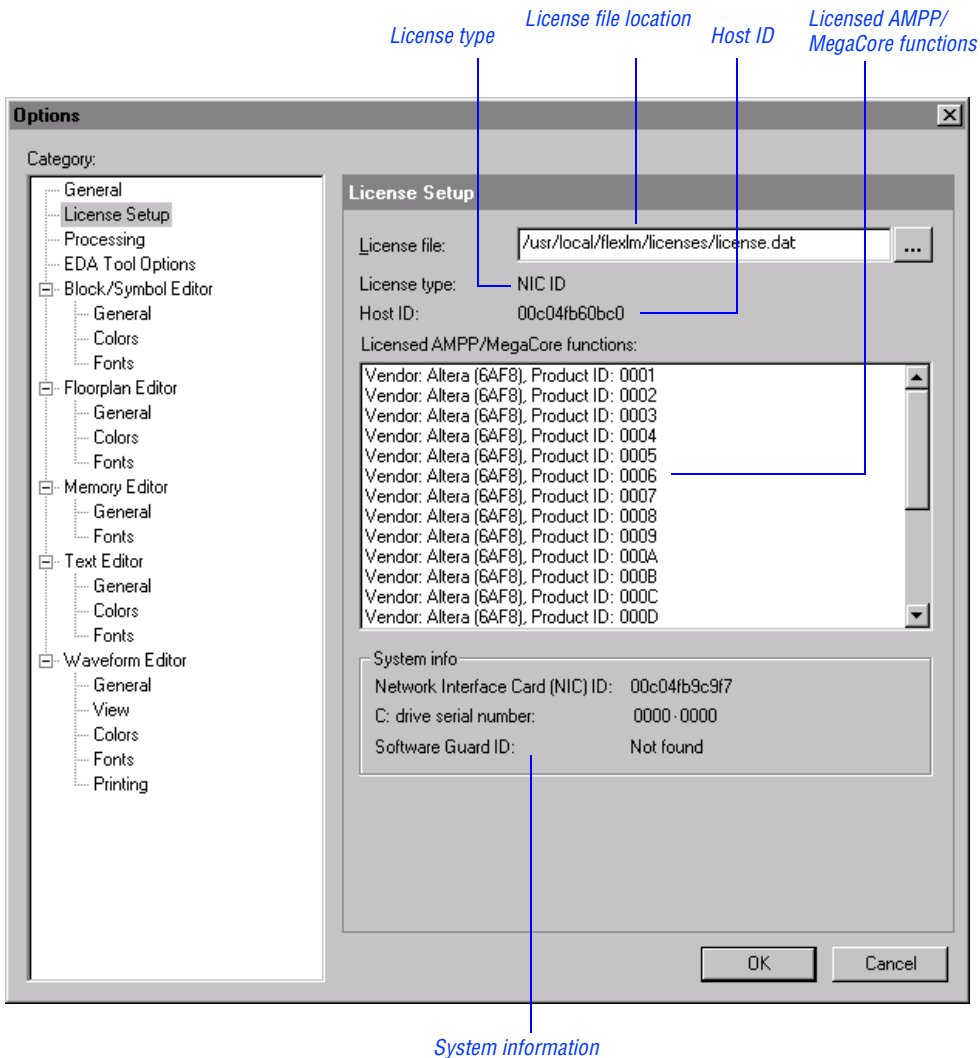 License type
License file location
Host ID
Licensed AMPP/
MegaCore functions
Options
Category:
General
License Setup
Processing
EDA Tool Options
Block/Symbol Editor
General
Colors
Fonts
Floorplan Editor
General
Colors
Fonts
Memory Editor
General
Fonts
Text Editor
General
Colors
Fonts
Waveform Editor
General
View
Colors
Fonts
Printing
License Setup
License file: /usr/local/flexlm/licenses/license.dat ...
License type: NIC ID
Host ID: 00c04fb60bc0
Licensed AMPP/MegaCore functions:
Vendor: Altera (6AF8), Product ID: 0001
Vendor: Altera (6AF8), Product ID: 0002
Vendor: Altera (6AF8), Product ID: 0003
Vendor: Altera (6AF8), Product ID: 0004
Vendor: Altera (6AF8), Product ID: 0005
Vendor: Altera (6AF8), Product ID: 0006
Vendor: Altera (6AF8), Product ID: 0007
Vendor: Altera (6AF8), Product ID: 0008
Vendor: Altera (6AF8), Product ID: 0009
Vendor: Altera (6AF8), Product ID: 000A
Vendor: Altera (6AF8), Product ID: 000B
Vendor: Altera (6AF8), Product ID: 000C
Vendor: Altera (6AF8), Product ID: 000D
System info
Network Interface Card (NIC) ID: 00c04fb9c9f7
C: drive serial number: 0000-0000
Software Guard ID: Not found
OK Cancel
System information